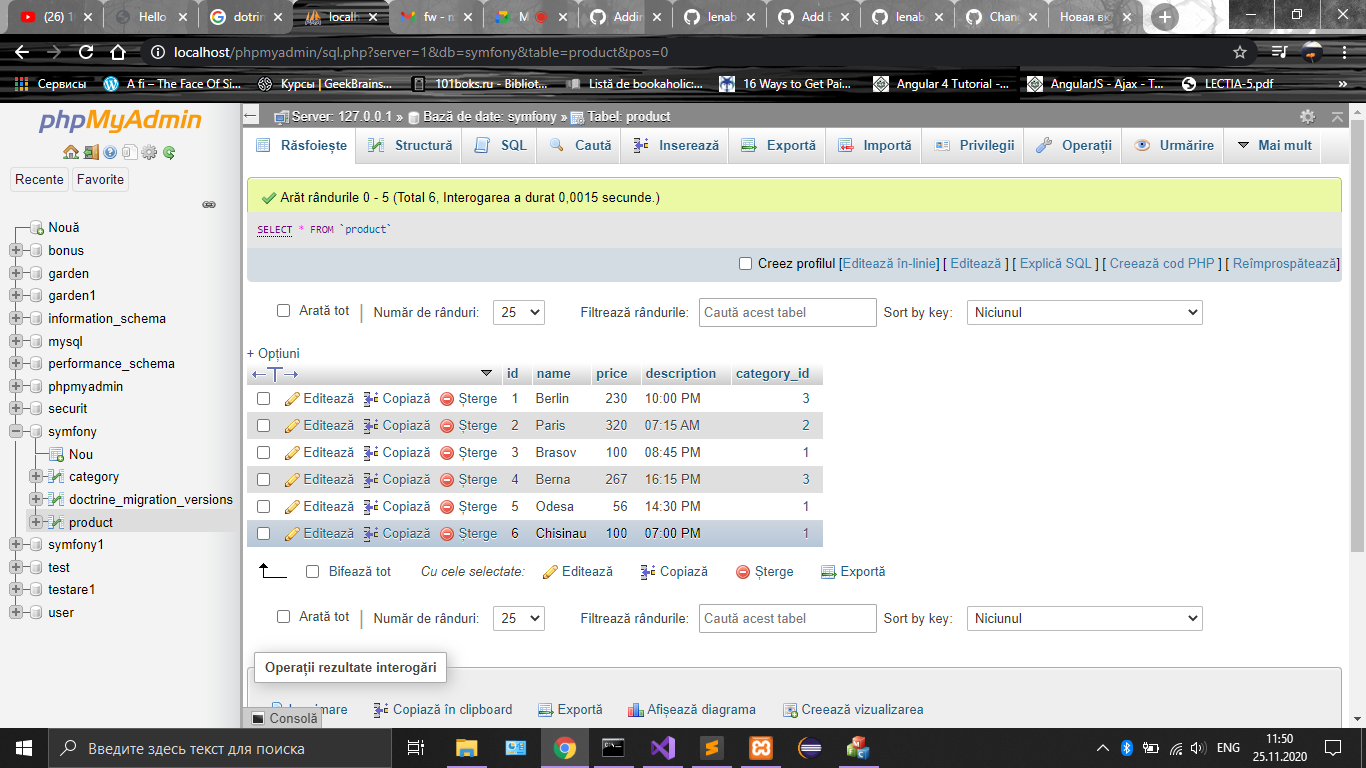 (26) 1 Hello dotrin localh fw - n M Addin lenab Add E lenab Chang Новая вк
localhost/phpmyadmin/sql.php?server=1&db=symfony&table=product&pos=0
Сервисы A fi – The Face Of Si... Курсы | GeekBrains... 101boks.ru - Bibliot... Listă de bookaholic:... 16 Ways to Get Pai... Angular 4 Tutorial -... AngularJS - Ajax - T... LECTIA-5.pdf »
phpMyAdmin
Recente Favorite
Nouă
bonus
garden
garden1
information_schema
mysql
performance_schema
phpmyadmin
securit
symfony
Nou
category
doctrine_migration_versions
product
symfony1
test
testare1
user
Server: 127.0.0.1 » Bază de date: symfony » Tabel: product
Răsfoiește Structură SQL Caută Inserează Exportă Importă Privilegii Operații Urmărire Mai mult
Arăt rândurile 0 - 5 (Total 6, Interogarea a durat 0,0015 secunde.)
SELECT * FROM `product`
Creez profilul [Editează în-linie] [ Editează ] [ Explică SQL ] [ Creează cod PHP ] [ Reîmprospătează]
Arată tot Număr de rânduri: 25 Filtrează rândurile: Caută acest tabel Sort by key: Niciunul
+ Opțiuni
id name price description category_id
Editează Copiază Șterge 1 Berlin 230 10:00 PM 3
Editează Copiază Șterge 2 Paris 320 07:15 AM 2
Editează Copiază Șterge 3 Brasov 100 08:45 PM 1
Editează Copiază Șterge 4 Berna 267 16:15 PM 3
Editează Copiază Șterge 5 Odesa 56 14:30 PM 1
Editează Copiază Șterge 6 Chisinau 100 07:00 PM 1
Bifează tot Cu cele selectate: Editează Copiază Șterge Exportă
Arată tot Număr de rânduri: 25 Filtrează rândurile: Caută acest tabel Sort by key: Niciunul
Operații rezultate interogări
Copiază în clipboard Exportă Afișează diagrama Creează vizualizarea
Consolă
Введите здесь текст для поиска
ENG 11:50
25.11.2020